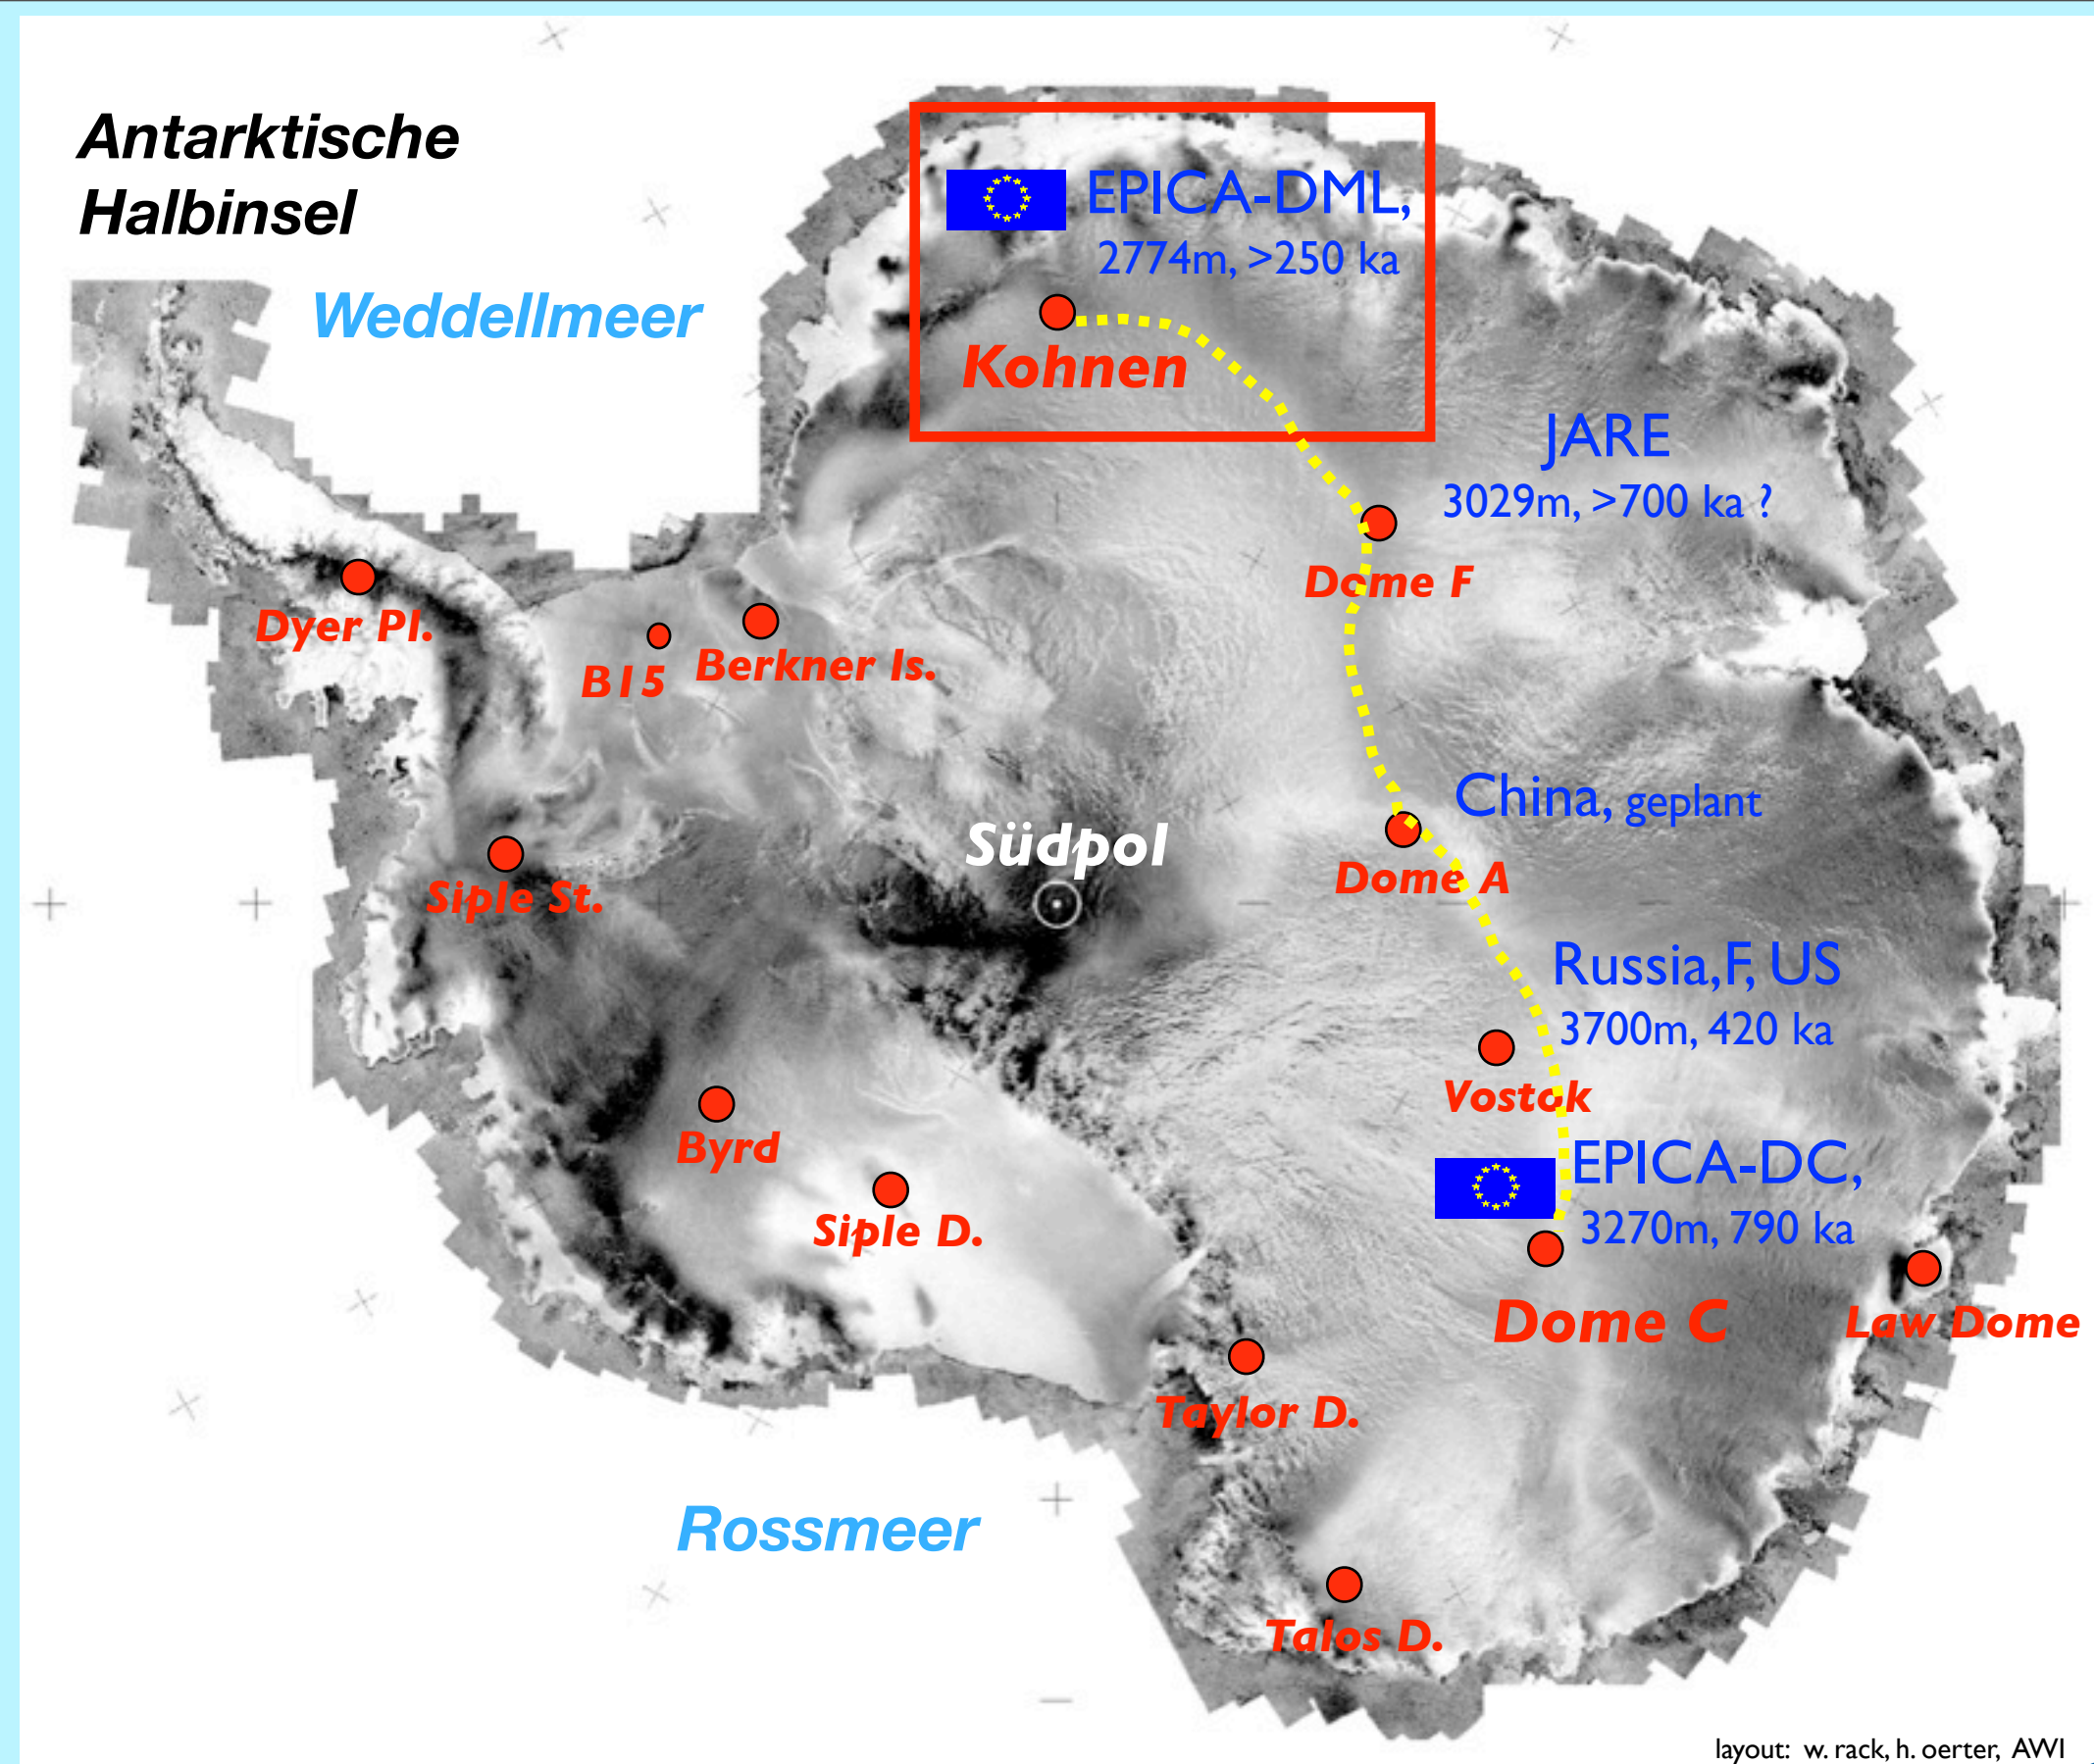 Antarktische
Halbinsel
Weddellmeer
EPICA-DML,
2774m, >250 ka
Kohnen
JARE
3029m, >700 ka ?
Dome F
Dyer Pl.
B15
Berkner Is.
China, geplant
Südpol
Dome A
Siple St.
Russia,F, US
3700m, 420 ka
Vostok
Byrd
EPICA-DC,
3270m, 790 ka
Siple D.
Dome C
Law Dome
Taylor D.
Rossmeer
Talos D.
layout: w. rack, h. oerter, AWI